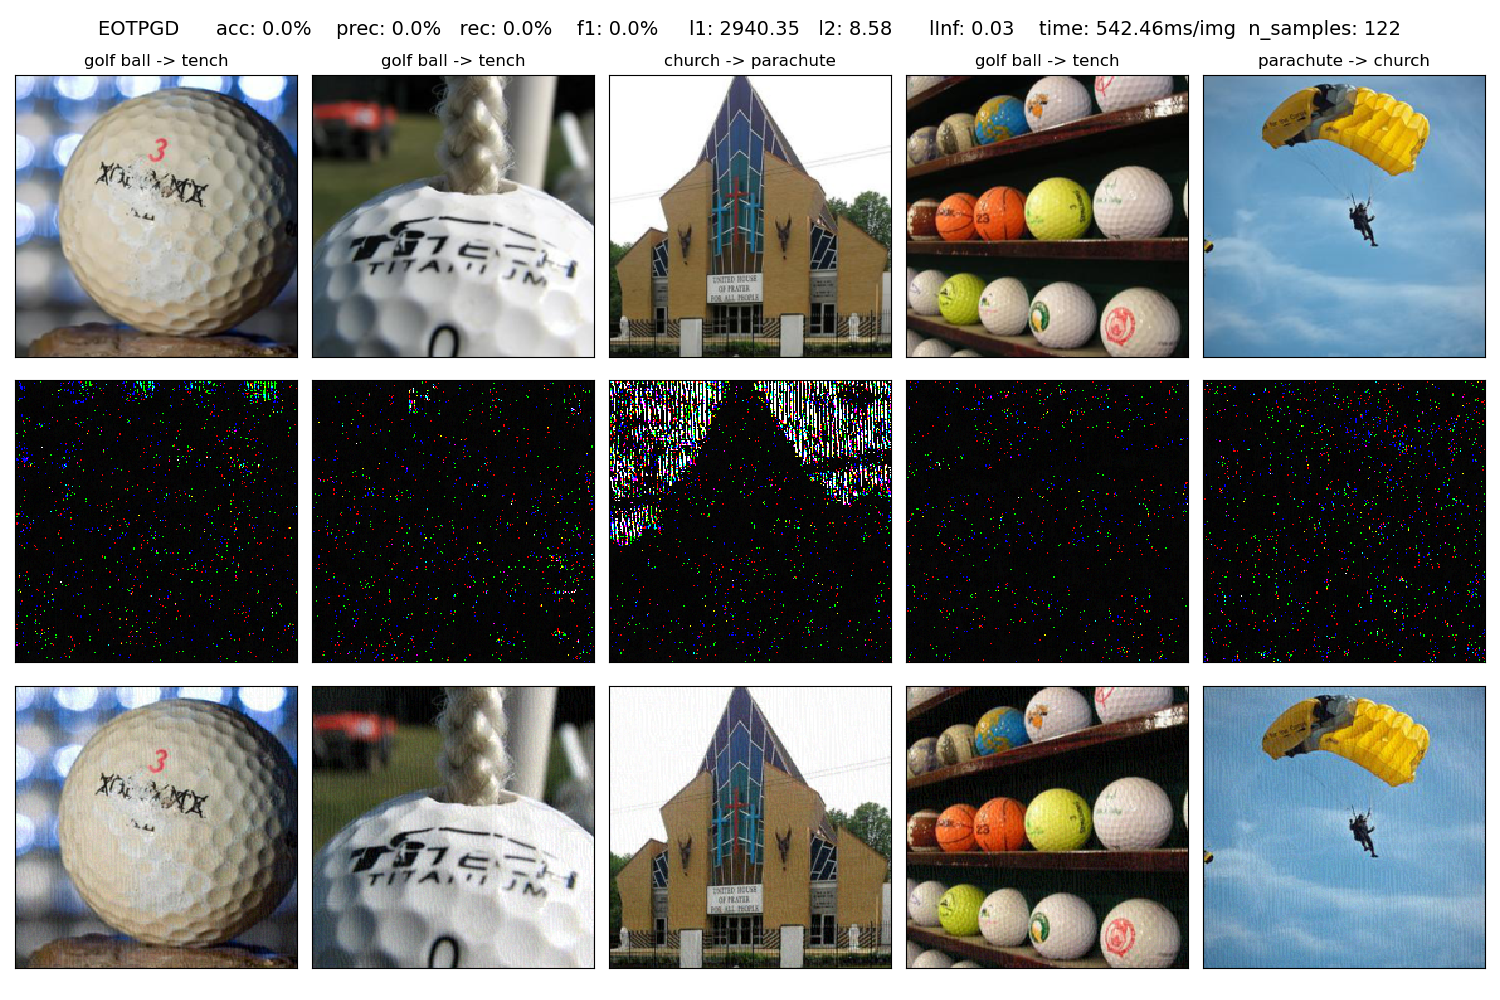 EOTPGD acc: 0.0% prec: 0.0% rec: 0.0% f1: 0.0% l1: 2940.35 l2: 8.58 lInf: 0.03 time: 542.46ms/img n_samples: 122
golf ball -> tench golf ball -> tench church -> parachute golf ball -> tench parachute -> church
3
TITANIUM
UNITED HOUSE
OF PRAYER
FOR ALL PEOPLE
23
3
TITANIUM
UNITED HOUSE
OF PRAYER
FOR ALL PEOPLE
23